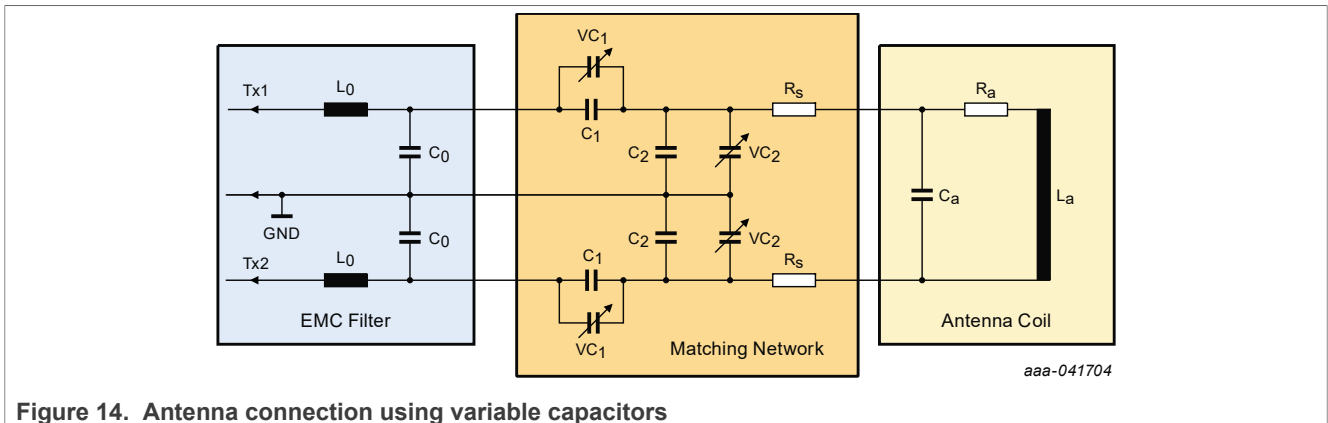 VC1
Tx1
L0
Rs
Ra
C1
C0
C2
VC2
Ca
La
GND
C0
C2
VC2
Tx2
L0
C1
Rs
EMC Filter
VC1
Matching Network
Antenna Coil
aaa-041704
Figure 14. Antenna connection using variable capacitors